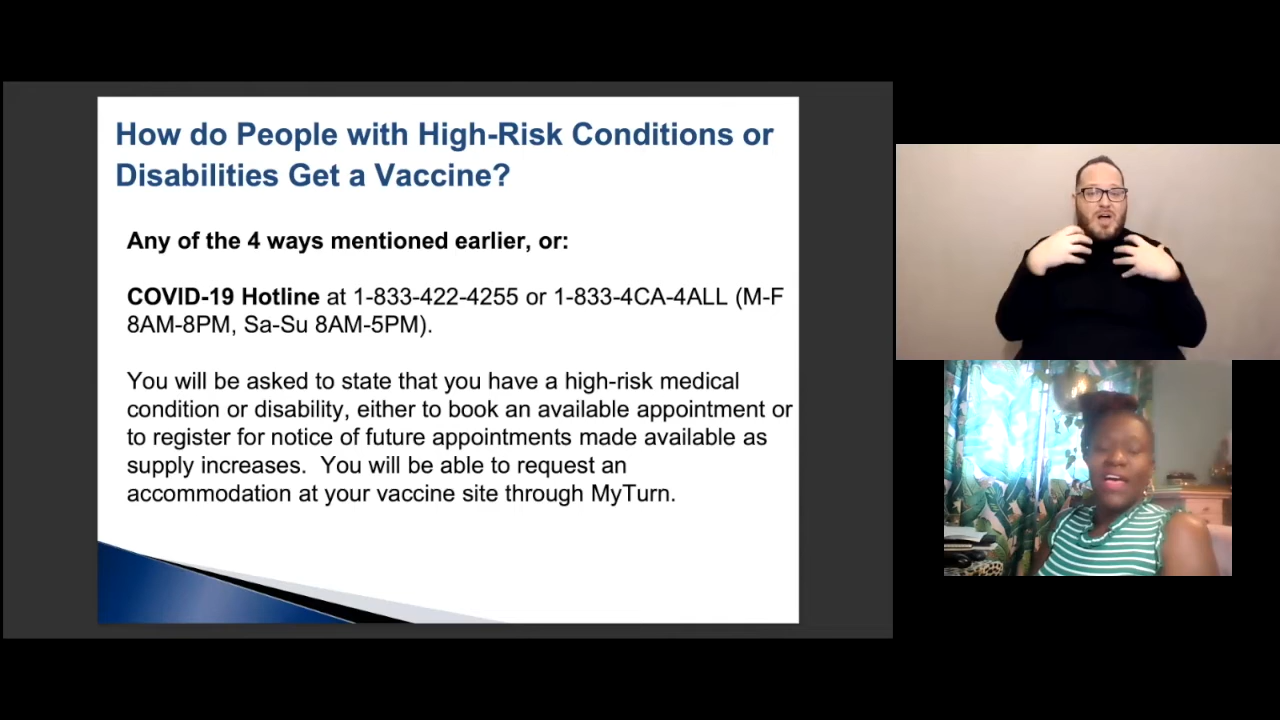 How do People with High-Risk Conditions or
Disabilities Get a Vaccine?
Any of the 4 ways mentioned earlier, or:
COVID-19 Hotline at 1-833-422-4255 or 1-833-4CA-4ALL (M-F
8AM-8PM, Sa-Su 8AM-5PM).
You will be asked to state that you have a high-risk medical
condition or disability, either to book an available appointment or
to register for notice of future appointments made available as
supply increases.  You will be able to request an
accommodation at your vaccine site through MyTurn.